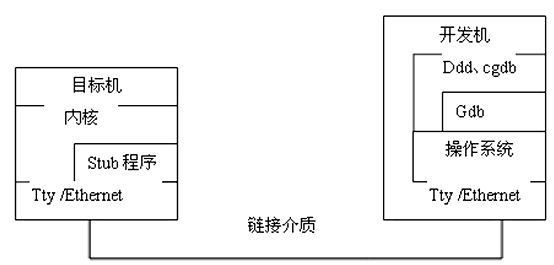 目标机
内核
Stub 程序
Tty /Ethernet
链接介质
开发机
Ddd、cgdb
Gdb
操作系统
Tty /Ethernet